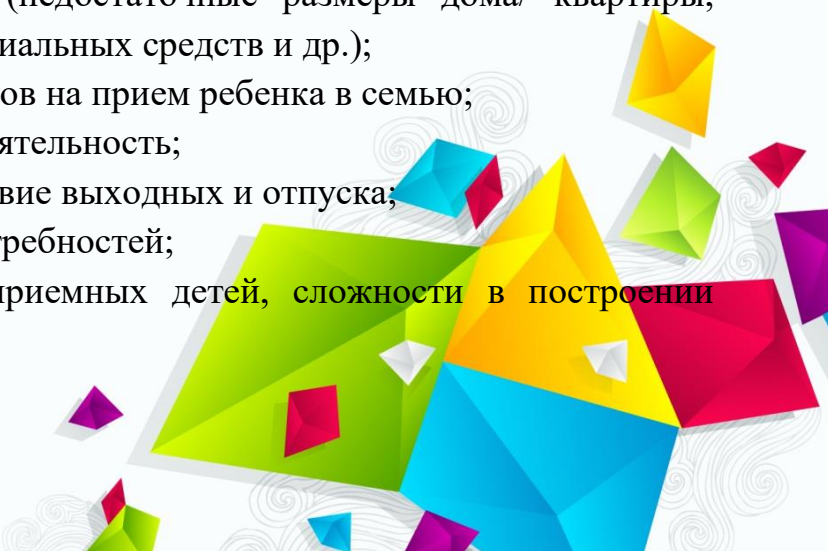 (недостаточные размеры дома/ квартиры,
иальных средств и др.);
ов на прием ребенка в семью;
ятельность;
вие выходных и отпуска;
требностей;
приемных детей, сложности в построении